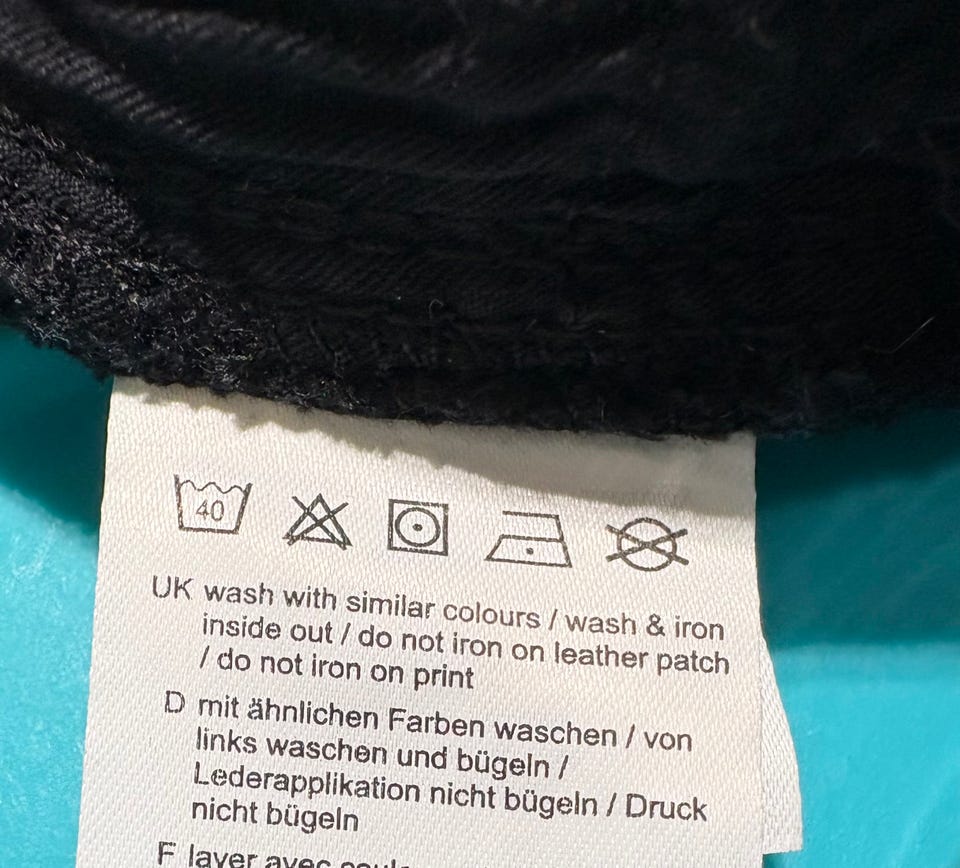 40
UK wash with similar colours / wash & iron
inside out / do not iron on leather patch
/ do not iron on print
D mit ähnlichen Farben waschen / von
links waschen und bügeln /
Lederapplikation nicht bügeln / Druck
nicht bügeln
F laver avec